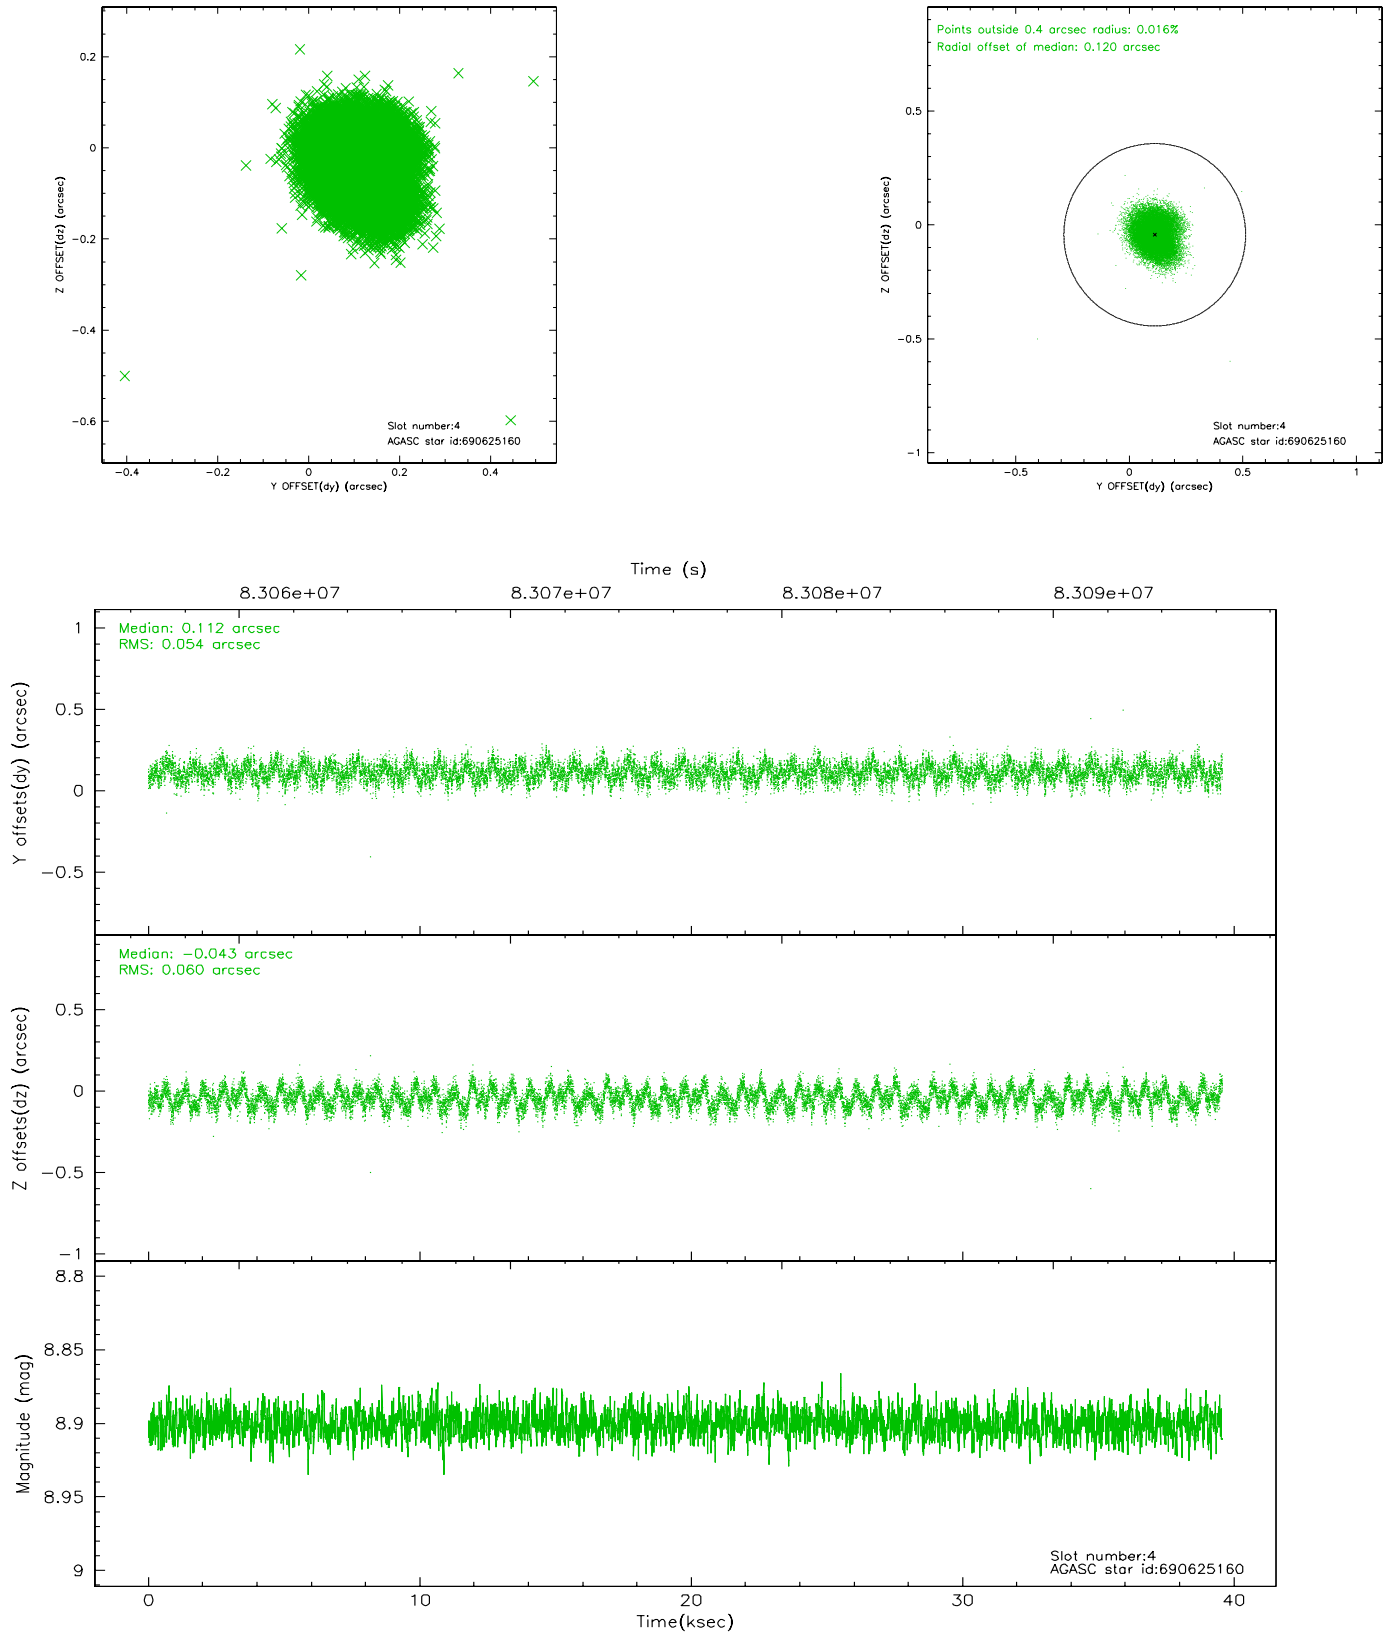 0.2
0
−0.2
−0.4
−0.6
Z OFFSET(dz) (arcsec)
Slot number:4
AGASC star id:690625160
−0.4
−0.2
0
0.2
0.4
Y OFFSET(dy) (arcsec)
Points outside 0.4 arcsec radius: 0.016%
Radial offset of median: 0.120 arcsec
0.5
0
−0.5
−1
Z OFFSET(dz) (arcsec)
Slot number:4
AGASC star id:690625160
−0.5
0
0.5
1
Y OFFSET(dy) (arcsec)
Time (s)
8.306e+07
8.307e+07
8.308e+07
8.309e+07
Median: 0.112 arcsec
RMS: 0.054 arcsec
1
0.5
0
−0.5
Y offsets(dy) (arcsec)
Median: −0.043 arcsec
RMS: 0.060 arcsec
0.5
0
−0.5
−1
Z offsets(dz) (arcsec)
8.8
8.85
8.9
8.95
9
Magnitude (mag)
Slot number:4
AGASC star id:690625160
0
10
20
30
40
Time(ksec)